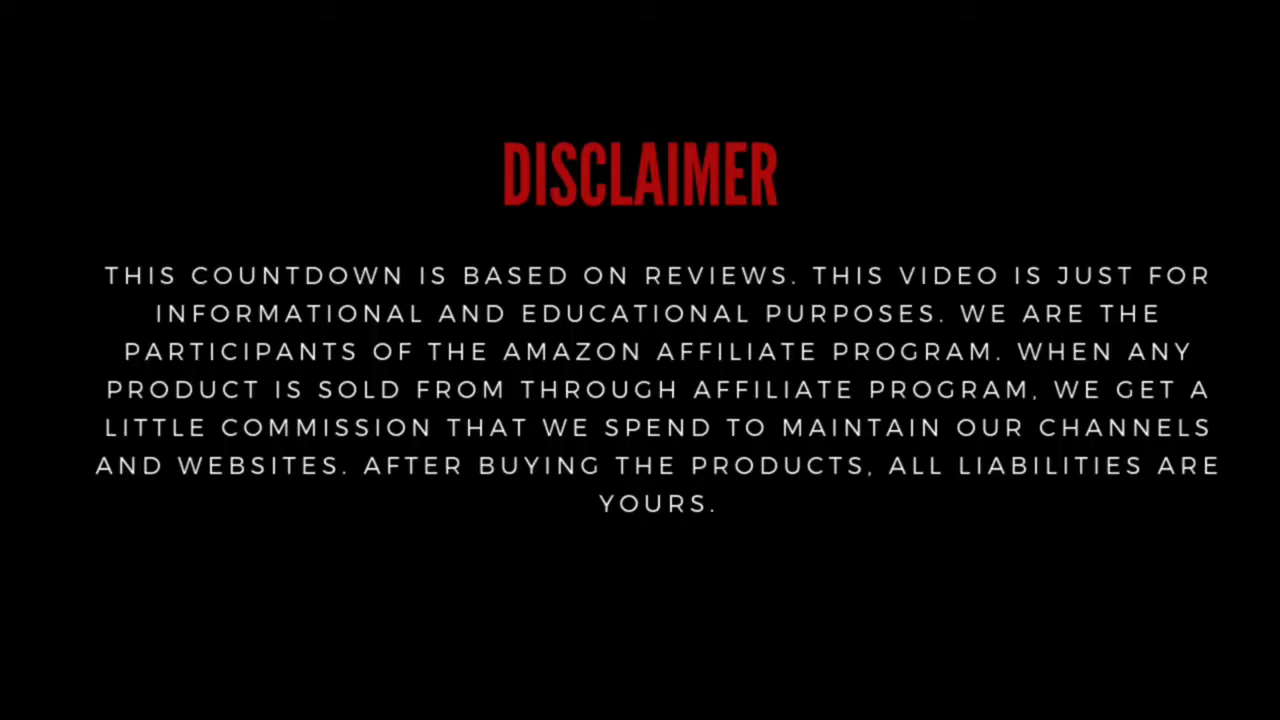 DISCLAIMER
THIS COUNTDOWN IS BASED ON REVIEWS. THIS VIDEO IS JUST FOR
INFORMATIONAL AND EDUCATIONAL PURPOSES. WE ARE THE
PARTICIPANTS OF THE AMAZON AFFILIATE PROGRAM. WHEN ANY
PRODUCT IS SOLD FROM THROUGH AFFILIATE PROGRAM, WE GET A
LITTLE COMMISSION THAT WE SPEND TO MAINTAIN OUR CHANNELS
AND WEBSITES. AFTER BUYING THE PRODUCTS, ALL LIABILITIES ARE
YOURS.